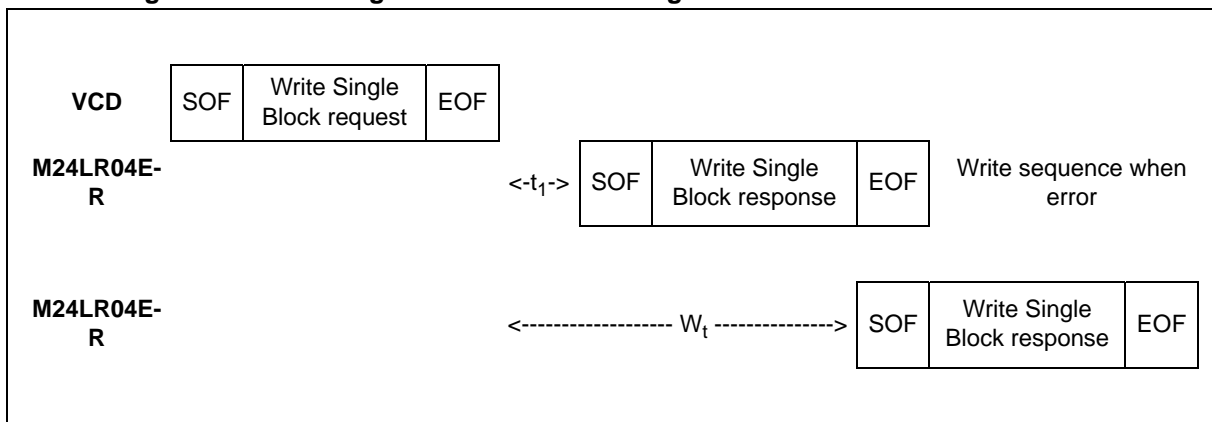 VCD
SOF
Write Single
Block request
EOF
M24LR04E-
R
<-t1->
SOF
Write Single
Block response
EOF
Write sequence when
error
M24LR04E-
R
<------------------- Wt --------------->
SOF
Write Single
Block response
EOF